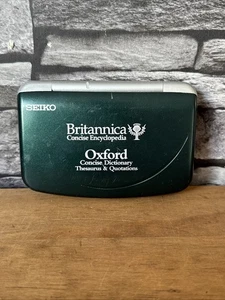 SEIKO
Britannica
Concise Encyclopedia
Oxford
Concise Dictionary
Thesaurus & Quotations